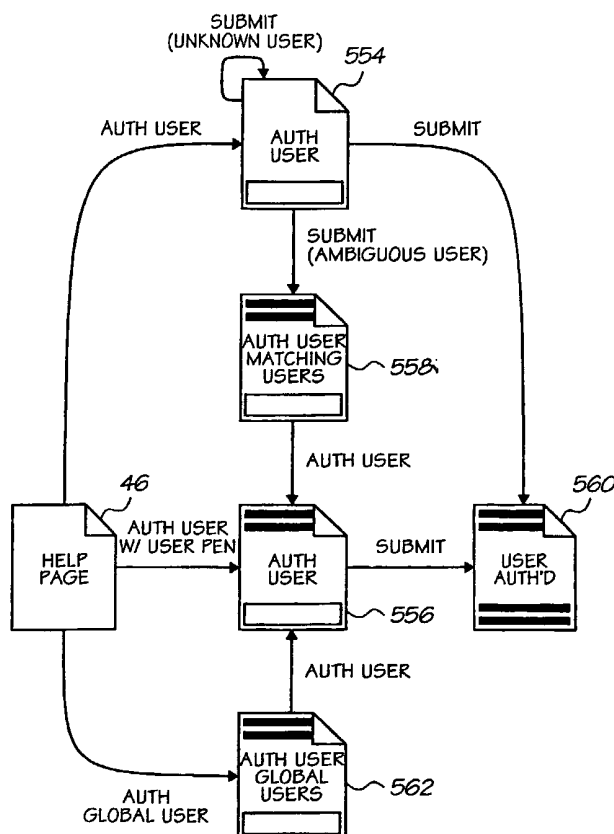 SUBMIT
(UNKNOWN USER)
554
AUTH USER
AUTH
USER
SUBMIT
SUBMIT
(AMBIGUOUS USER)
AUTH USER
MATCHING
USERS
558i
AUTH USER
46
HELP
PAGE
AUTH USER
W/ USER PEN
AUTH
USER
556
SUBMIT
560
USER
AUTH'D
AUTH USER
AUTH
GLOBAL USER
AUTH USER
GLOBAL
USERS
562